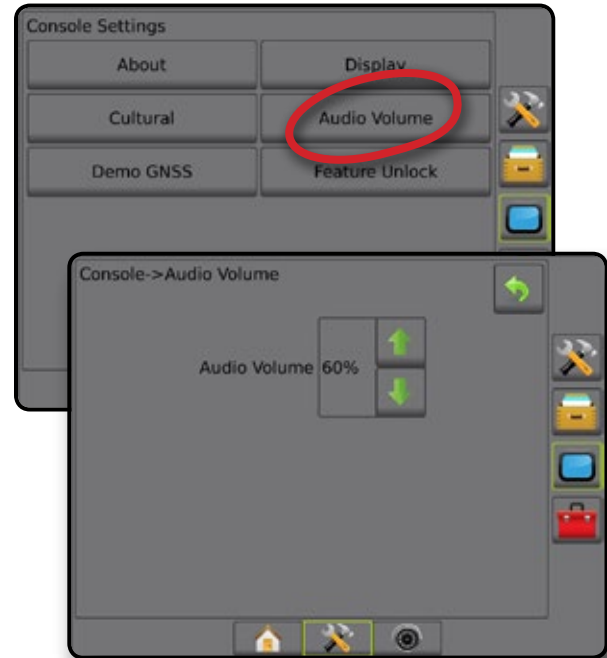 Console Settings
About Display
Cultural Audio Volume
Demo GNSS Feature Unlock
Console->Audio Volume
Audio Volume 60%